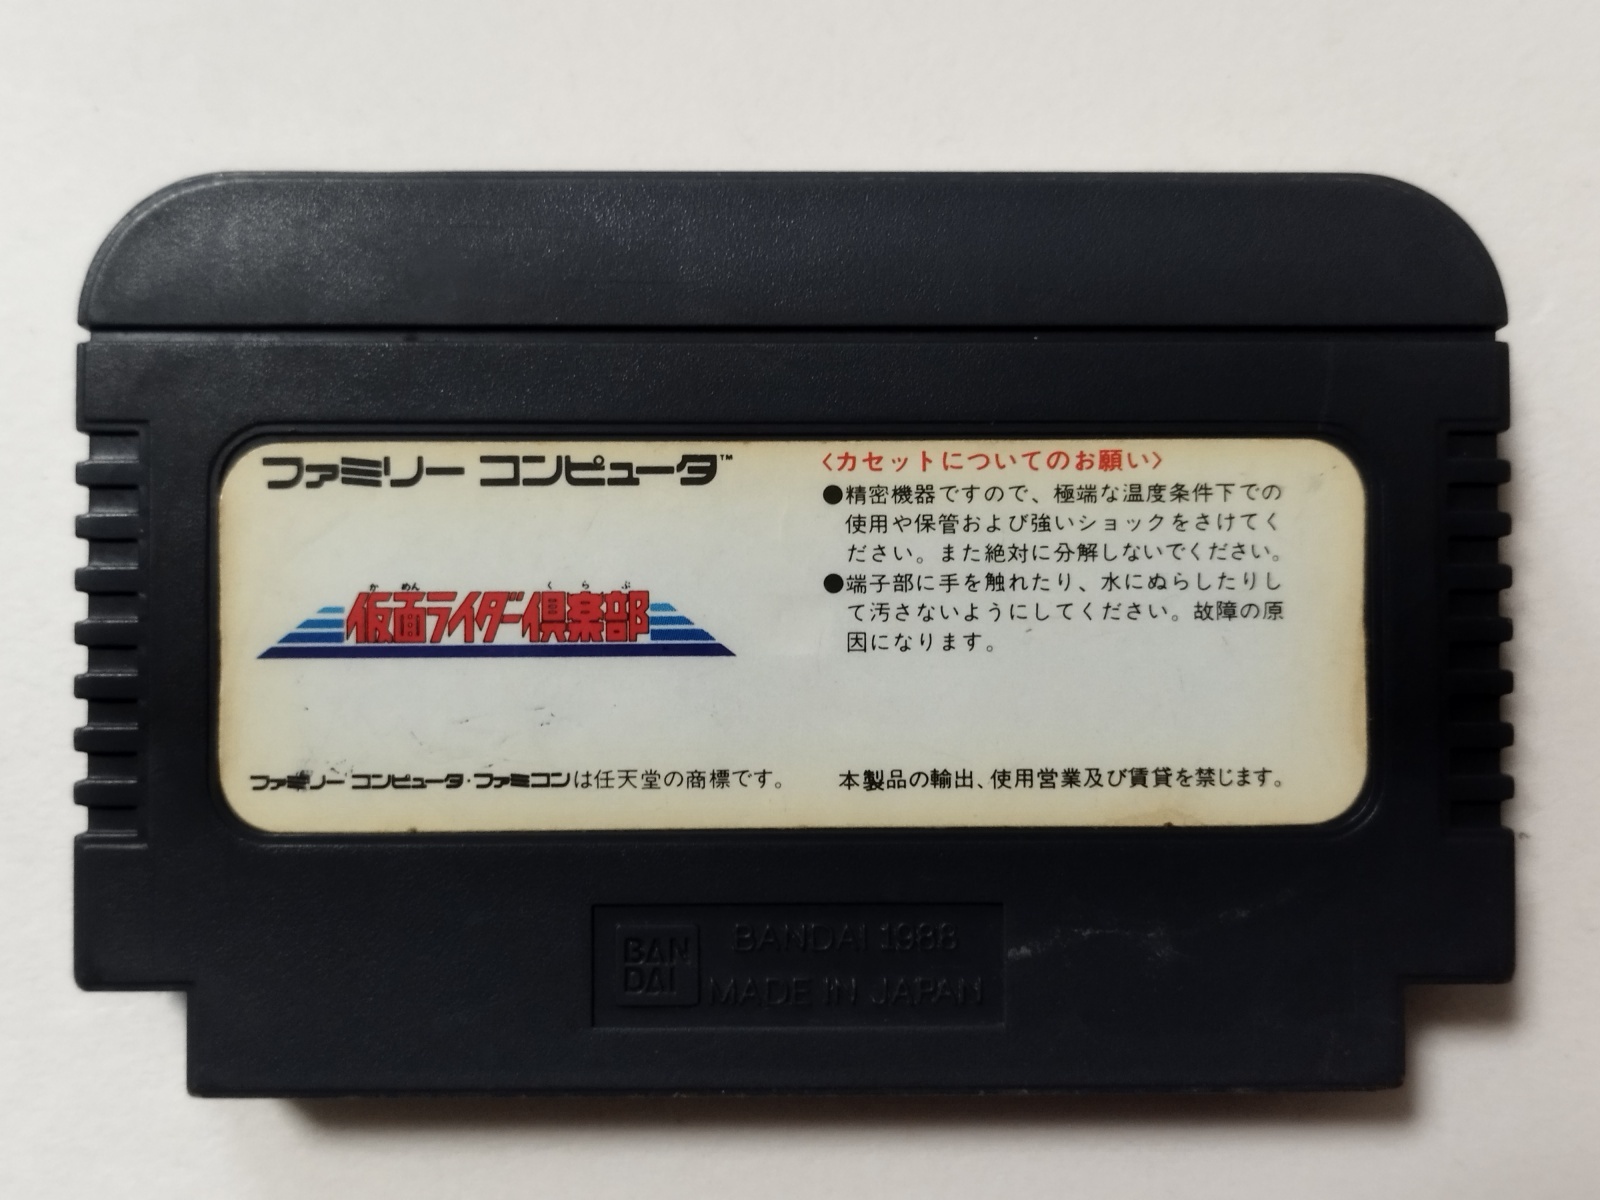 ファミリー コンピュータ™
かめん くらぶ
仮面ライダー倶楽部
ファミリー コンピュータ・ファミコンは任天堂の商標です。
〈カセットについてのお願い〉
●精密機器ですので、極端な温度条件下での
使用や保管および強いショックをさけてく
ださい。また絶対に分解しないでください。
●端子部に手を触れたり、水にぬらしたりし
て汚さないようにしてください。故障の原
因になります。
本製品の輸出、使用営業及び賃貸を禁じます。
BAN
DAI
BANDAI 1988
MADE IN JAPAN